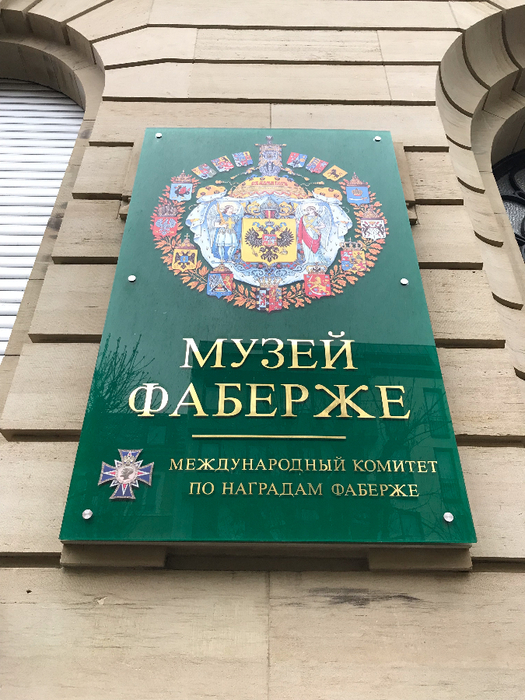 МУЗЕЙ
ФАБЕРЖЕ
МЕЖДУНАРОДНЫЙ КОМИТЕТ
ПО НАГРАДАМ ФАБЕРЖЕ